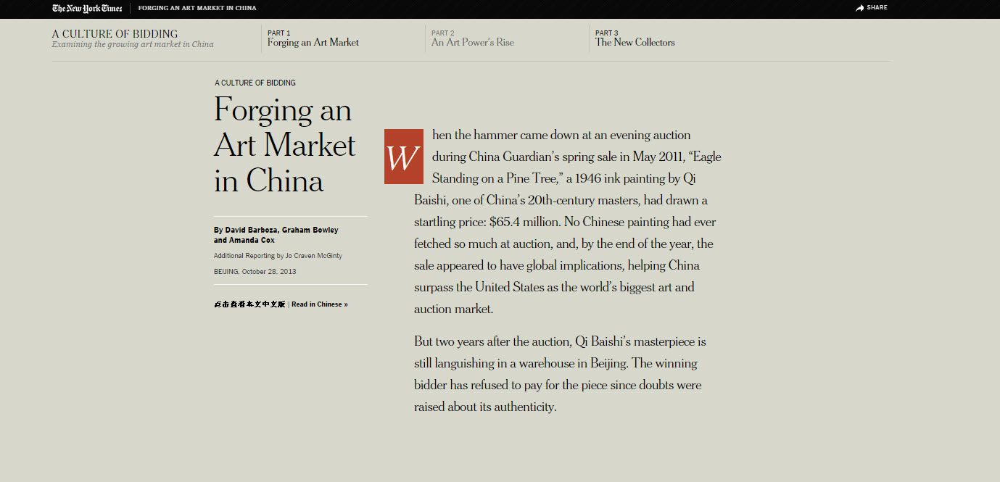 The New York Times
FORGING AN ART MARKET IN CHINA
SHARE
A CULTURE OF BIDDING
Examining the growing art market in China
PART 1
Forging an Art Market
PART 2
An Art Power's Rise
PART 3
The New Collectors
A CULTURE OF BIDDING
Forging an
Art Market
in China
By David Barboza, Graham Bowley
and Amanda Cox
Additional Reporting by Jo Craven McGinty
BEIJING, October 28, 2013
点击查看本文中文版 | Read in Chinese »
When the hammer came down at an evening auction
during China Guardian's spring sale in May 2011, “Eagle
Standing on a Pine Tree,” a 1946 ink painting by Qi
Baishi, one of China's 20th-century masters, had drawn a
startling price: $65.4 million. No Chinese painting had ever
fetched so much at auction, and, by the end of the year, the
sale appeared to have global implications, helping China
surpass the United States as the world's biggest art and
auction market.
But two years after the auction, Qi Baishi's masterpiece is
still languishing in a warehouse in Beijing. The winning
bidder has refused to pay for the piece since doubts were
raised about its authenticity.